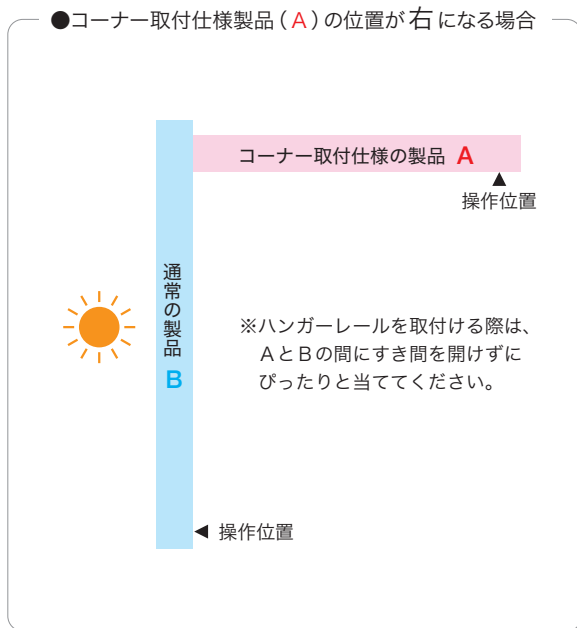 ●コーナー取付仕様製品(A)の位置が右になる場合
コーナー取付仕様の製品 A
▲
操作位置
通常の製品 B
※ハンガーレールを取付ける際は、
AとBの間にすき間を開けずに
ぴったりと当ててください。
◀ 操作位置